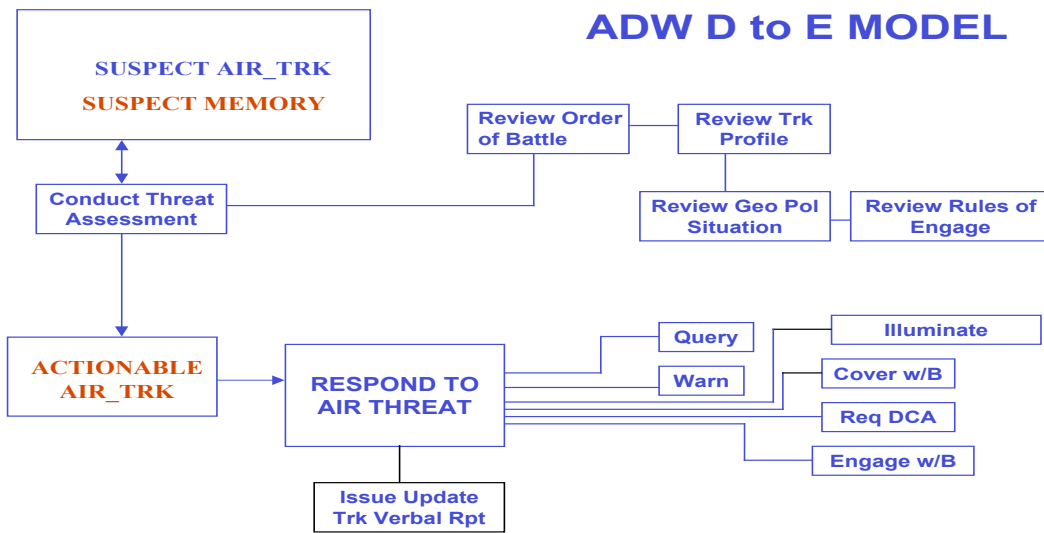 ADW D to E MODEL
SUSPECT AIR_TRK
SUSPECT MEMORY
Review Order
of Battle
Review Trk
Profile
Conduct Threat
Assessment
Review Geo Pol
Situation
Review Rules of
Engage
ACTIONABLE
AIR_TRK
RESPOND TO
AIR THREAT
Query
Illuminate
Warn
Cover w/B
Req DCA
Engage w/B
Issue Update
Trk Verbal Rpt